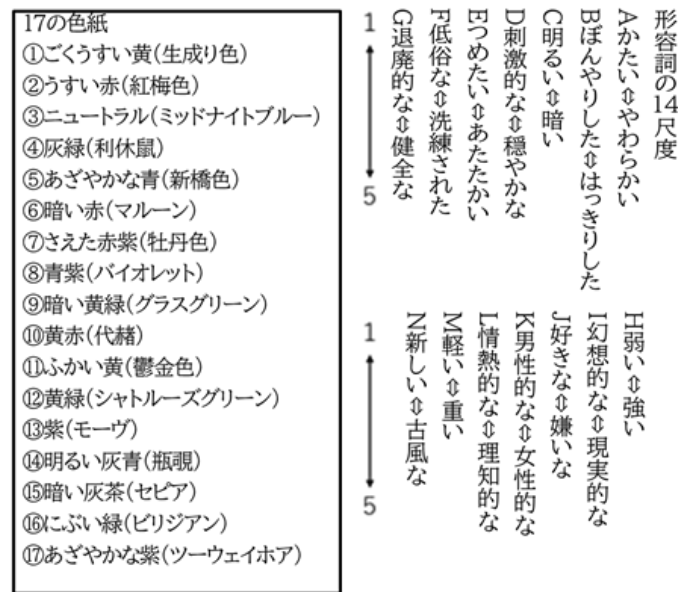 17の色紙
①ごくうすい黄(生成り色)
②うすい赤(紅梅色)
③ニュートラル(ミッドナイトブルー)
④灰緑(利休鼠)
⑤あざやかな青(新橋色)
⑥暗い赤(マルーン)
⑦さえた赤紫(牡丹色)
⑧青紫(バイオレット)
⑨暗い黄緑(グラスグリーン)
⑩黄赤(代赭)
⑪ふかい黄(鬱金色)
⑫黄緑(シャトルーズグリーン)
⑬紫(モーヴ)
⑭明るい灰青(瓶覗)
⑮暗い灰茶(セピア)
⑯にぶい緑(ビリジアン)
⑰あざやかな紫(ツーウェイホア)
形容詞の14尺度
Aかたい⇔やわらかい
Bぼんやりした⇔はっきりした
C明るい⇔暗い
D刺激的な⇔穏やかな
Eつめたい⇔あたたかい
F低俗な⇔洗練された
G退廃的な⇔健全な
1
5
H弱い⇔強い
I幻想的な⇔現実的な
J好きな⇔嫌いな
K男性的な⇔女性的な
L情熱的な⇔理知的な
M軽い⇔重い
N新しい⇔古風な
1
5